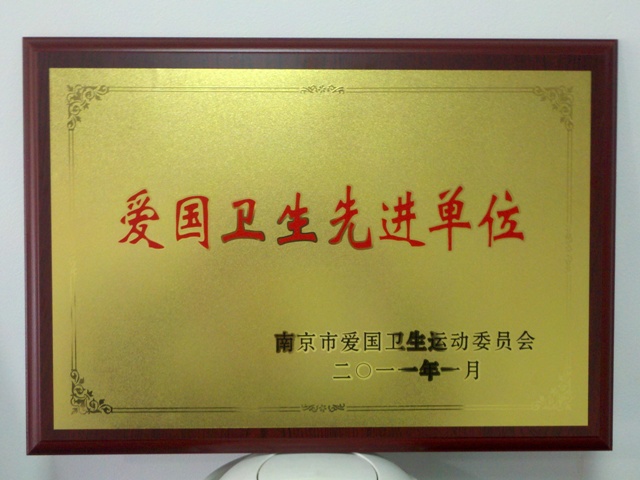 爱国卫生先进单位
南京市爱国卫生运动委员会
二〇一一年一月